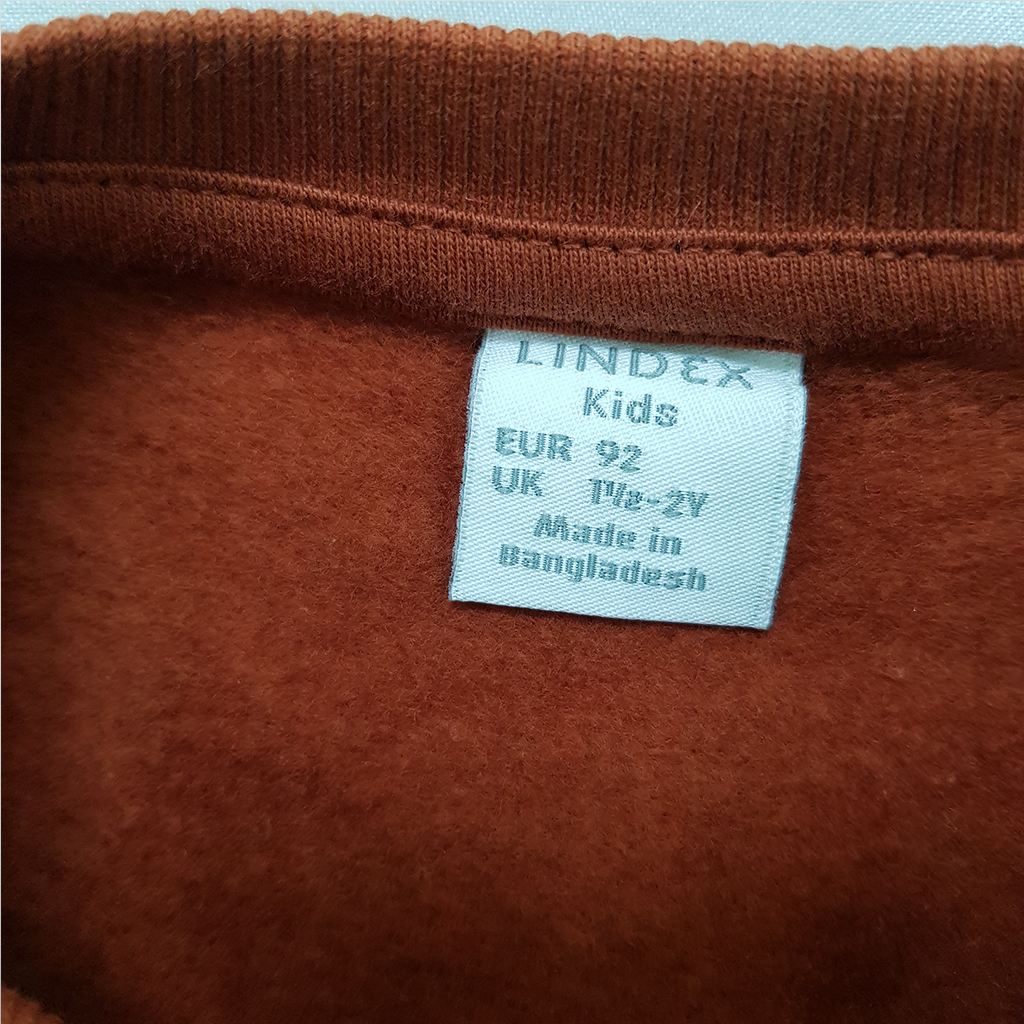 LINDEX
Kids
EUR 92
UK 1½-2Y
Made in
Bangladesh